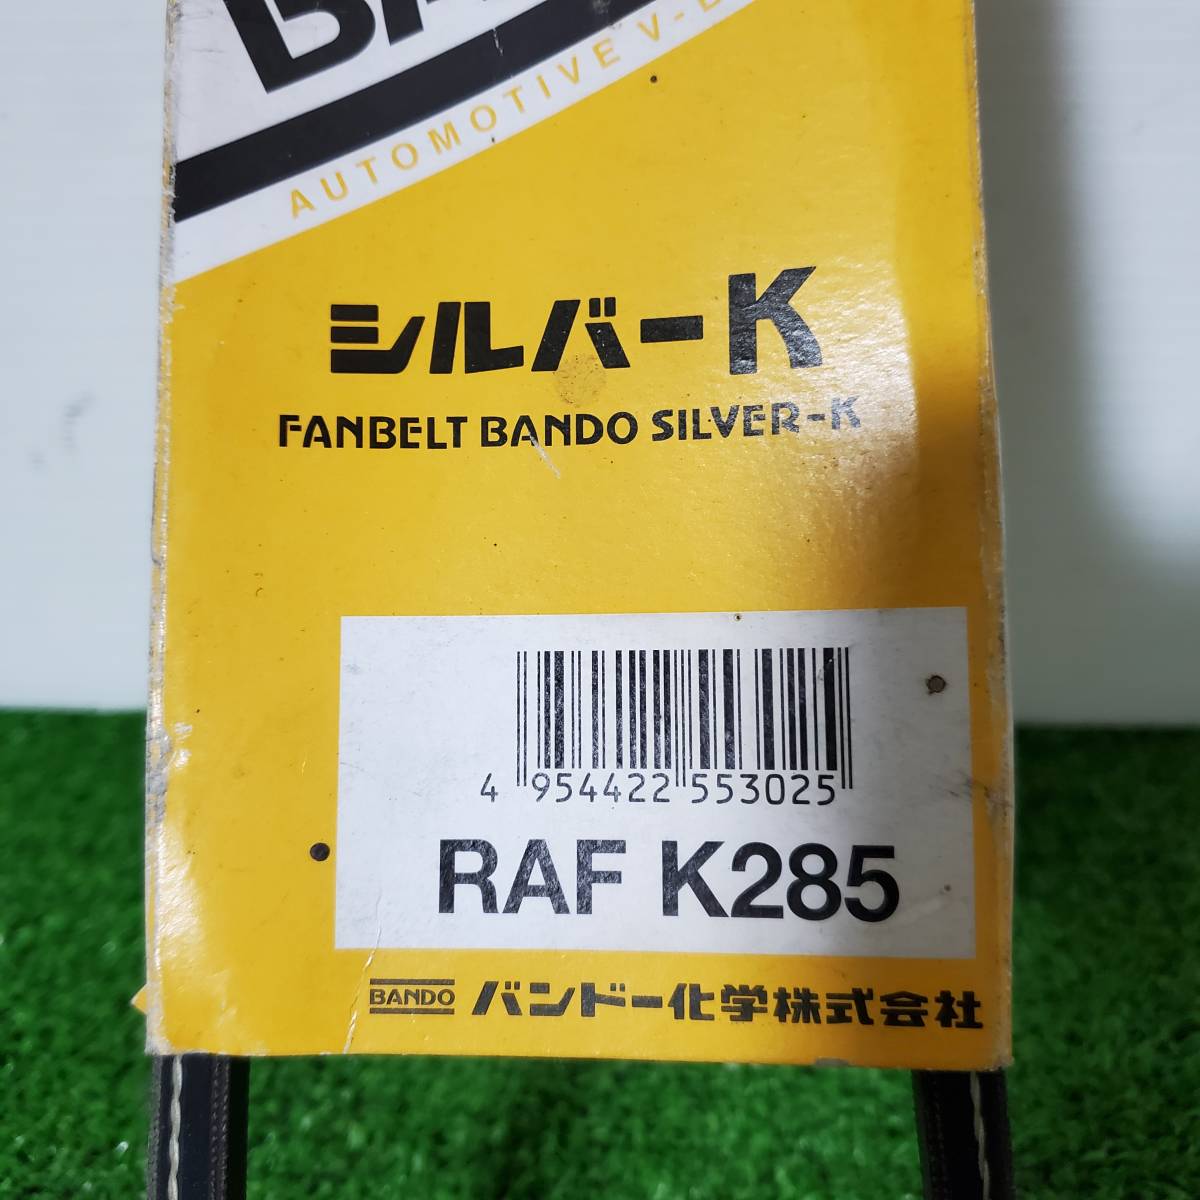 AUTOMOTIVE V-
シルバーK
FANBELT BANDO SILVER-K
4 954422 553025
RAF K285
BANDO バンドー化学株式会社